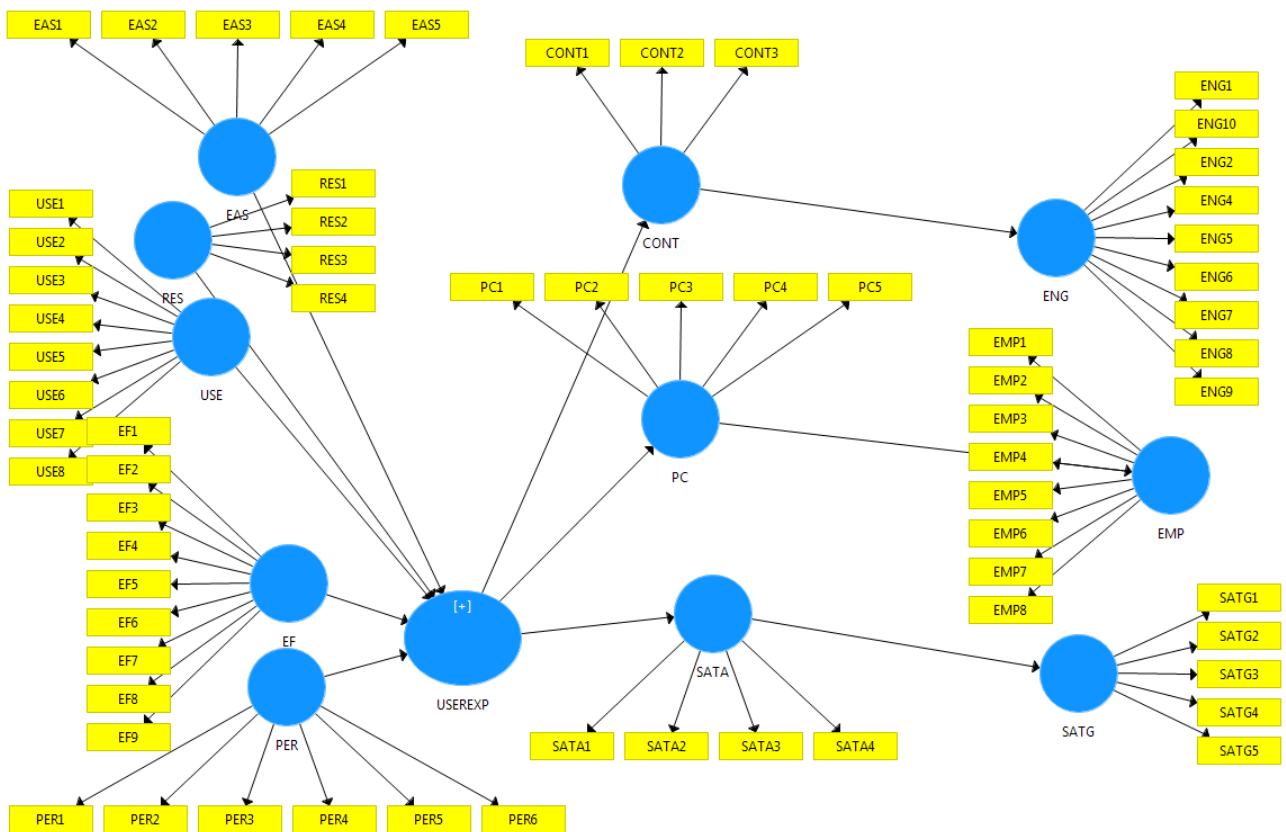 EAS1
EAS2
EAS3
EAS4
EAS5
EAS
RES1
RES2
RES3
RES4
RES
USE1
USE2
USE3
USE4
USE5
USE6
USE7
USE8
USE
EF1
EF2
EF3
EF4
EF5
EF6
EF7
EF8
EF9
EF
PER
PER1
PER2
PER3
PER4
PER5
PER6
[+]
USEREXP
CONT1
CONT2
CONT3
CONT
PC1
PC2
PC3
PC4
PC5
PC
SATA
SATA1
SATA2
SATA3
SATA4
ENG1
ENG10
ENG2
ENG4
ENG5
ENG6
ENG7
ENG8
ENG9
ENG
EMP1
EMP2
EMP3
EMP4
EMP5
EMP6
EMP7
EMP8
EMP
SATG1
SATG2
SATG3
SATG4
SATG5
SATG